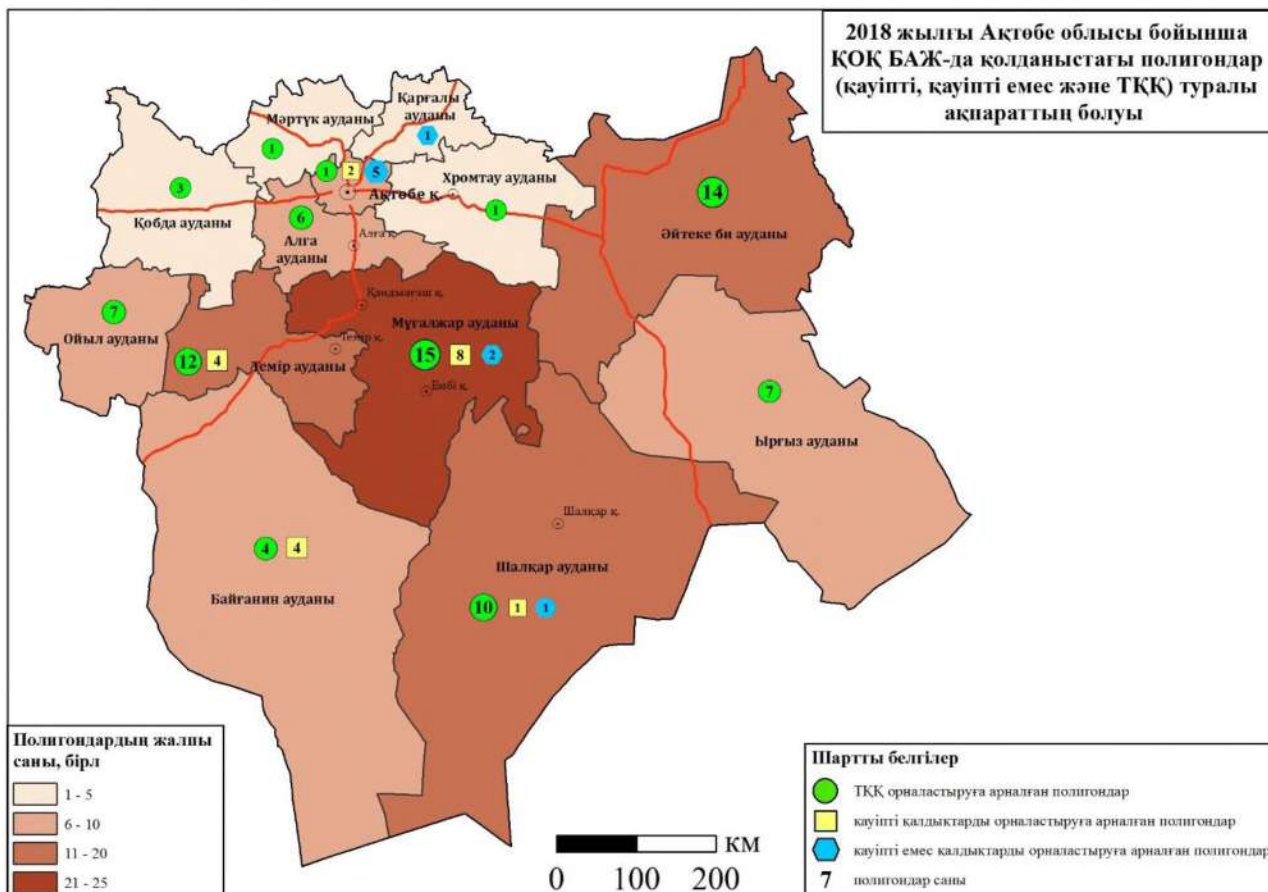 2018 жылғы Ақтөбе облысы бойынша
ҚОҚ БАЖ-да қолданыстағы полигондар
(қауіпті, қауіпті емес және ТҚҚ) туралы
ақпараттың болуы
Қарғалы
ауданы
1
Мәртүк ауданы
1
1
2
5
Ақтөбе қ.
Хромтау ауданы
1
3
Қобда ауданы
6
Алға
ауданы
Алға қ.
14
Әйтеке би ауданы
7
Ойыл ауданы
Қандыағаш қ.
Мұғалжар ауданы
15
8
2
Ембі қ.
12
4
Темір қ.
Темір ауданы
7
Ырғыз ауданы
4
4
Байғанин ауданы
Шалқар қ.
Шалқар ауданы
10
1
1
Полигондардың жалпы
саны, бірл
1 - 5
6 - 10
11 - 20
21 - 25
0 100 200
КМ
Шартты белгілер
ТҚҚ орналастыруға арналған полигондар
қауіпті қалдықтарды орналастыруға арналған полигондар
қауіпті емес қалдықтарды орналастыруға арналған полигондар
7 полигондар саны